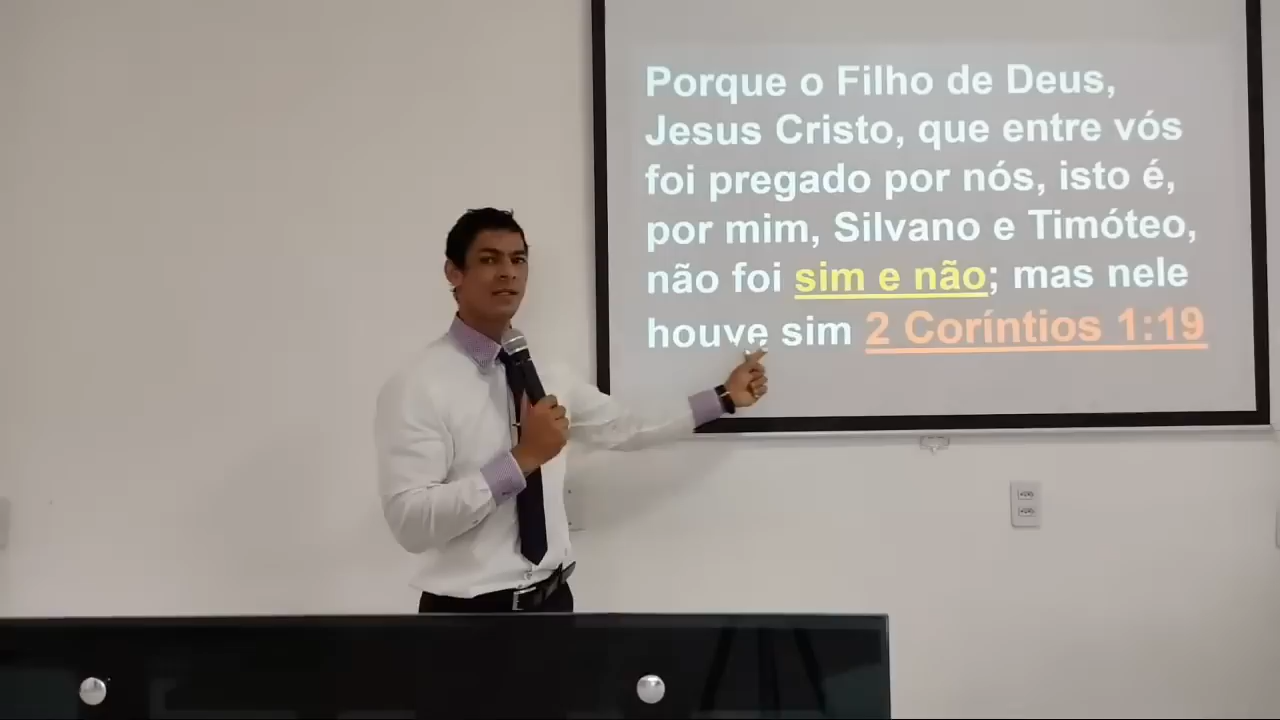 Porque o Filho de Deus,
Jesus Cristo, que entre vós
foi pregado por nós, isto é,
por mim, Silvano e Timóteo,
não foi sim e não; mas nele
houve sim 2 Coríntios 1:19